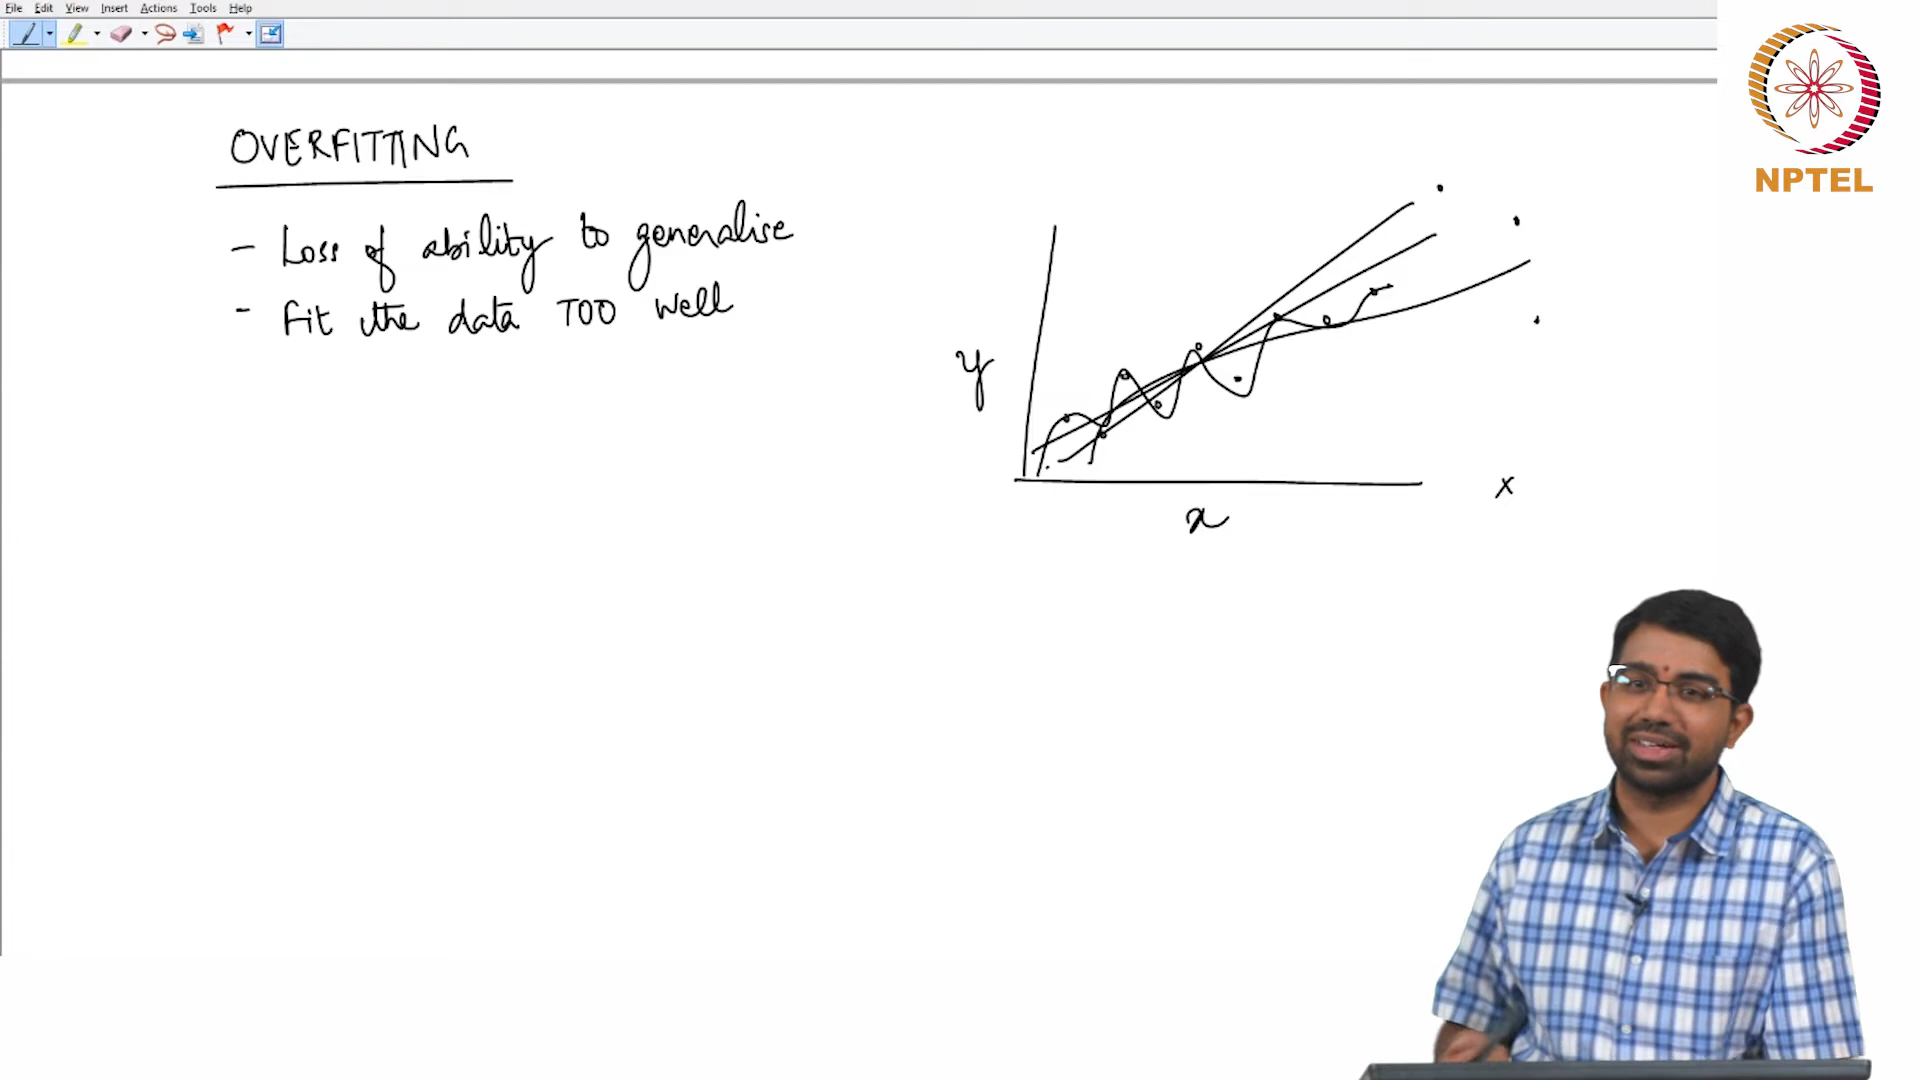 File Edit View Insert Actions Tools Help
NPTEL
OVERFITTING
- Loss of ability to generalise
- Fit the data TOO well
y
x
x